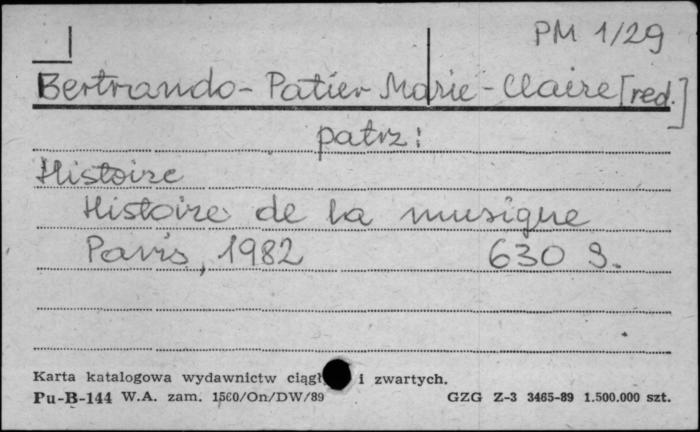 PM 1/29
Bertrando-Patier Marie-Claire [red.]
patrz:
Histoire
Histoire de la musique
Paris, 1982 630 S.
Karta katalogowa wydawnictw ciągł i zwartych.
Pu-B-144 W.A. zam. 1560/On/DW/89 GZG Z-3 3465-89 1.500.000 szt.